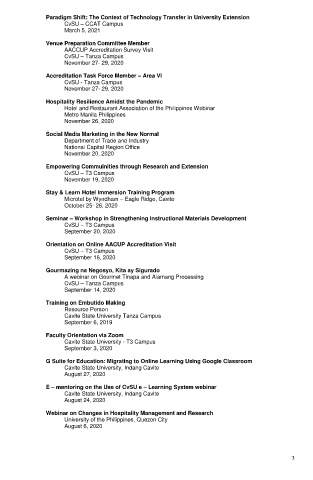 Paradigm Shift: The Context of Technology Transfer in University Extension
CvSU – CCAT Campus
March 5, 2021
Venue Preparation Committee Member
AACCUP Accreditation Survey Visit
CvSU – Tanza Campus
November 27- 29, 2020
Accreditation Task Force Member – Area VI
CvSU - Tanza Campus
November 27- 29, 2020
Hospitality Resilience Amidst the Pandemic
Hotel and Restaurant Association of the Philippines Webinar
Metro Manila Philippines
November 26, 2020
Social Media Marketing in the New Normal
Department of Trade and Industry
National Capital Region Office
November 20, 2020
Empowering Communities through Research and Extension
CvSU – T3 Campus
November 19, 2020
Stay & Learn Hotel Immersion Training Program
Microtel by Wyndham – Eagle Ridge, Cavite
October 25- 26, 2020
Seminar – Workshop in Strengthening Instructional Materials Development
CvSU – T3 Campus
September 20, 2020
Orientation on Online AACUP Accreditation Visit
CvSU – T3 Campus
September 16, 2020
Gourmazing na Negosyo, Kita ay Sigurado
A webinar on Gourmet Tinapa and Alamang Processing
CvSU – Tanza Campus
September 14, 2020
Training on Embutido Making
Resource Person
Cavite State University Tanza Campus
September 6, 2019
Faculty Orientation via Zoom
Cavite State University - T3 Campus
September 3, 2020
G Suite for Education: Migrating to Online Learning Using Google Classroom
Cavite State University, Indang Cavite
August 27, 2020
E – mentoring on the Use of CvSU e – Learning System webinar
Cavite State University, Indang Cavite
August 24, 2020
Webinar on Changes in Hospitality Management and Research
University of the Philippines, Quezon City
August 6, 2020
3